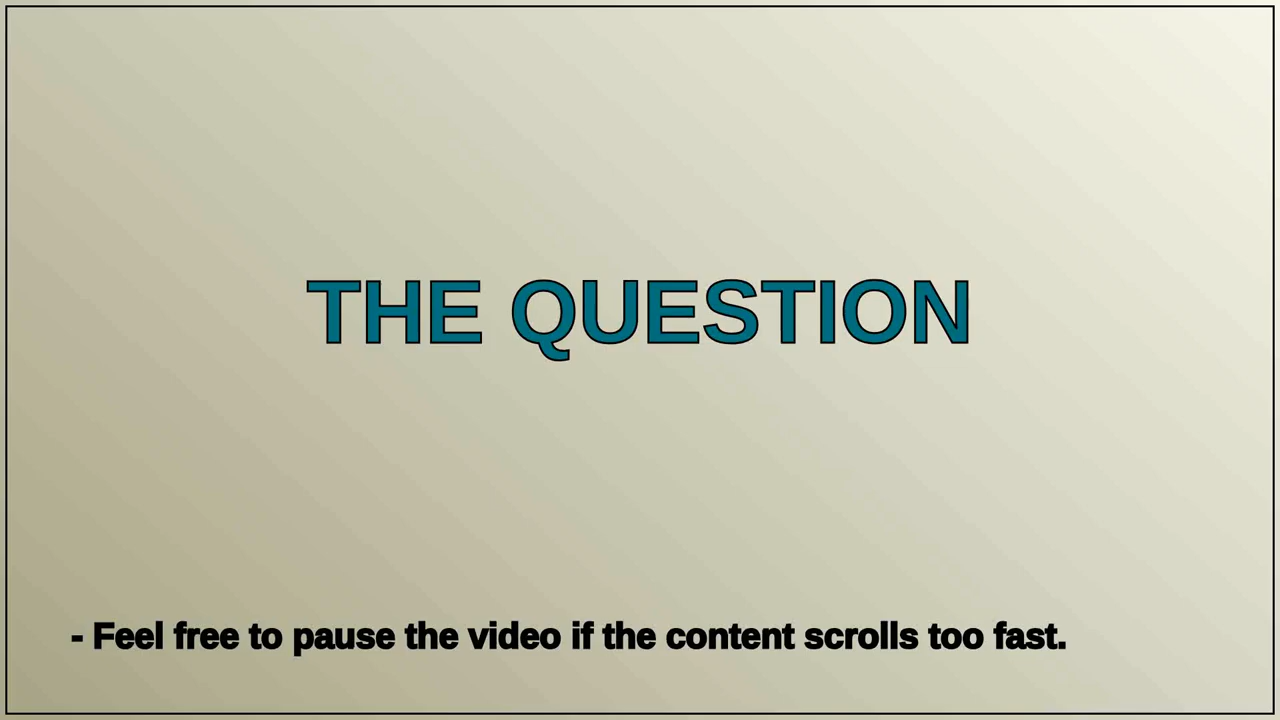 THE QUESTION
- Feel free to pause the video if the content scrolls too fast.